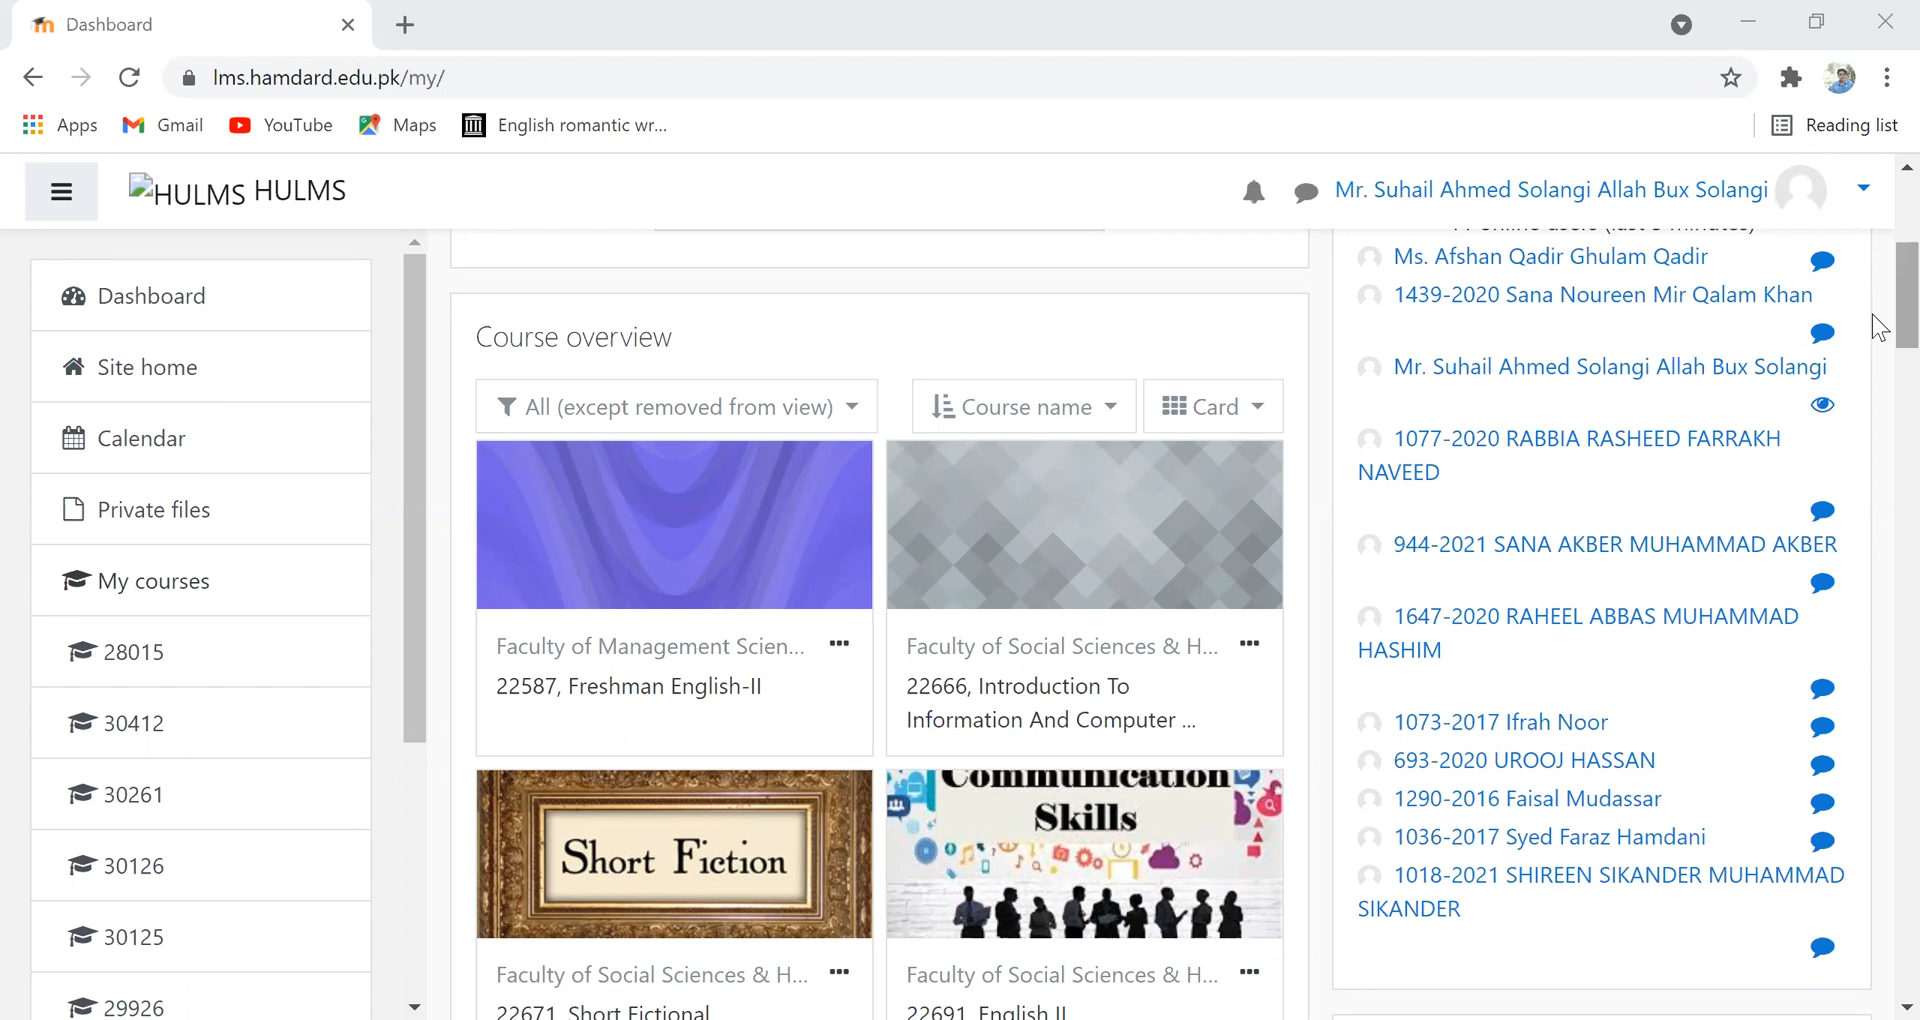 Dashboard
lms.hamdard.edu.pk/my/
Apps
Gmail
YouTube
Maps
English romantic wr...
Reading list
HULMS HULMS
Mr. Suhail Ahmed Solangi Allah Bux Solangi
Dashboard
Site home
Calendar
Private files
My courses
28015
30412
30261
30126
30125
29926
Course overview
All (except removed from view)
Course name
Card
Faculty of Management Scien...
22587, Freshman English-II
Faculty of Social Sciences & H...
22666, Introduction To
Information And Computer ...
Short Fiction
Communication
Skills
Faculty of Social Sciences & H...
22671, Short Fictional
Faculty of Social Sciences & H...
22691, English II
online users (last 5 minutes)
Ms. Afshan Qadir Ghulam Qadir
1439-2020 Sana Noureen Mir Qalam Khan
Mr. Suhail Ahmed Solangi Allah Bux Solangi
1077-2020 RABBIA RASHEED FARRAKH
NAVEED
944-2021 SANA AKBER MUHAMMAD AKBER
1647-2020 RAHEEL ABBAS MUHAMMAD
HASHIM
1073-2017 Ifrah Noor
693-2020 UROOJ HASSAN
1290-2016 Faisal Mudassar
1036-2017 Syed Faraz Hamdani
1018-2021 SHIREEN SIKANDER MUHAMMAD
SIKANDER